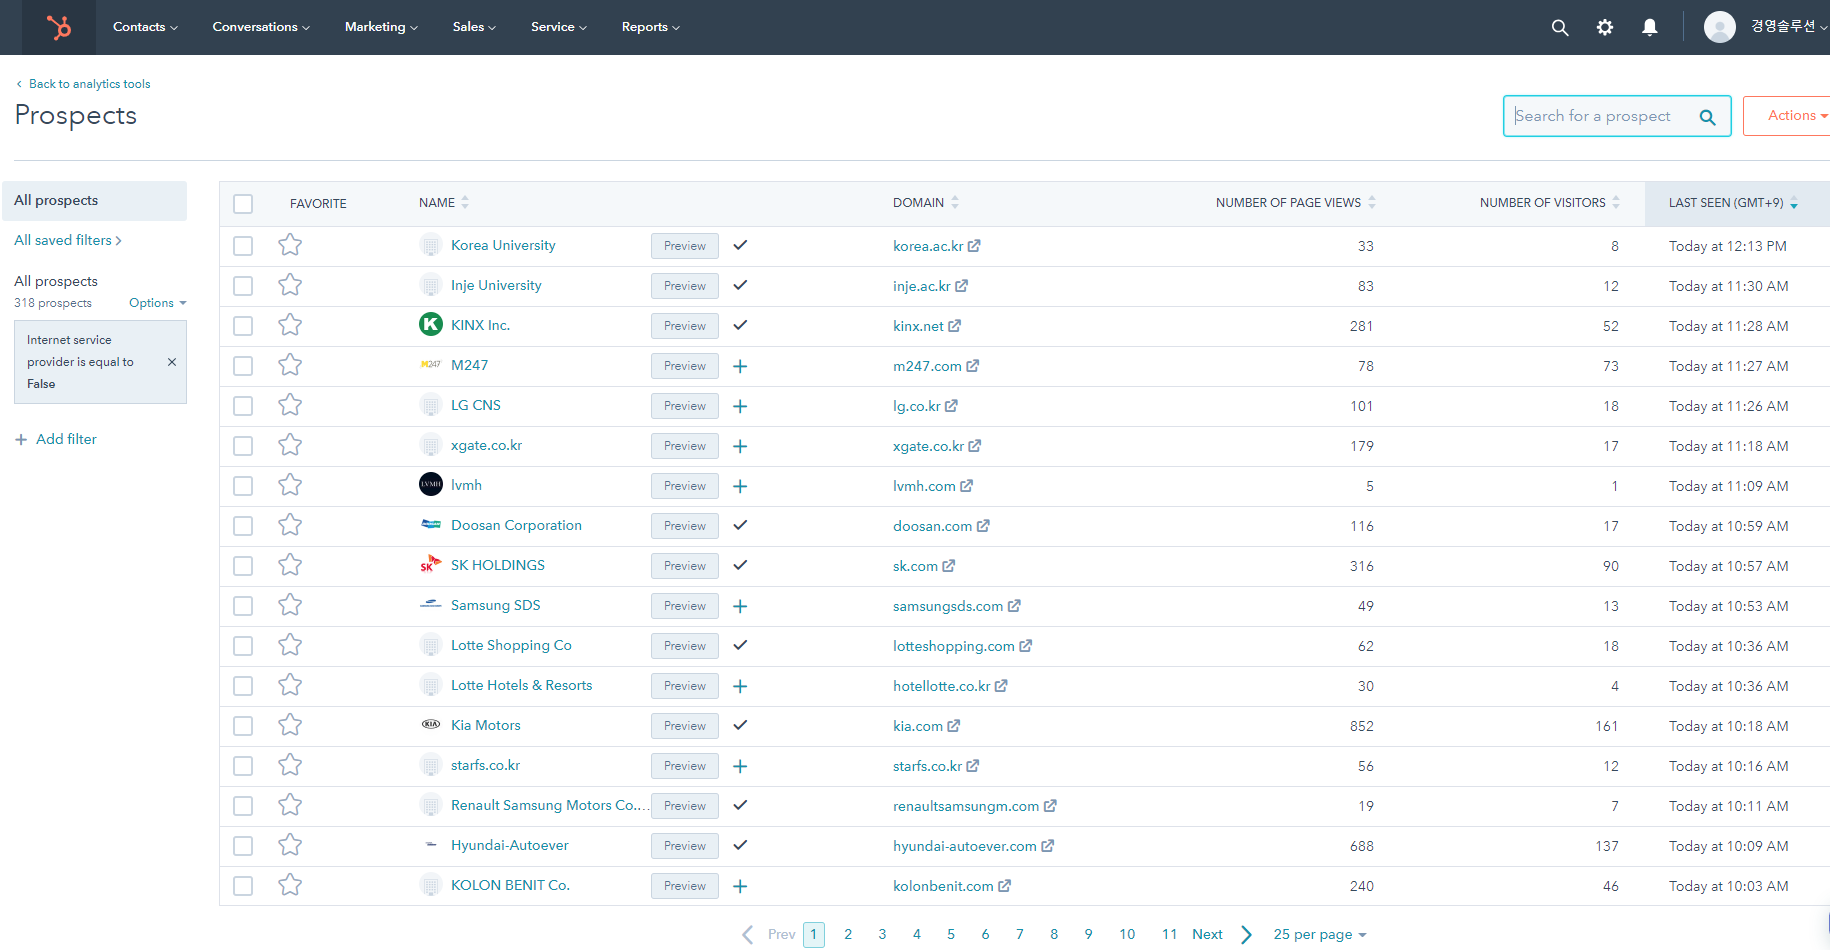 Contacts Conversations Marketing Sales Service Reports 경영솔루션
Back to analytics tools
Prospects
Search for a prospect
Actions
All prospects
All saved filters
All prospects
318 prospects Options
Internet service
provider is equal to
False
Add filter
FAVORITE NAME DOMAIN NUMBER OF PAGE VIEWS NUMBER OF VISITORS LAST SEEN (GMT+9)
Korea University Preview korea.ac.kr 33 8 Today at 12:13 PM
Inje University Preview inje.ac.kr 83 12 Today at 11:30 AM
K KINX Inc. Preview kinx.net 281 52 Today at 11:28 AM
M247 M247 Preview m247.com 78 73 Today at 11:27 AM
LG CNS Preview lg.co.kr 101 18 Today at 11:26 AM
xgate.co.kr Preview xgate.co.kr 179 17 Today at 11:18 AM
LVMH lvmh Preview lvmh.com 5 1 Today at 11:09 AM
Doosan Corporation Preview doosan.com 116 17 Today at 10:59 AM
SK SK HOLDINGS Preview sk.com 316 90 Today at 10:57 AM
Samsung SDS Preview samsungsds.com 49 13 Today at 10:53 AM
Lotte Shopping Co Preview lotteshopping.com 62 18 Today at 10:36 AM
Lotte Hotels & Resorts Preview hotellotte.co.kr 30 4 Today at 10:36 AM
KIA Kia Motors Preview kia.com 852 161 Today at 10:18 AM
starfs.co.kr Preview starfs.co.kr 56 12 Today at 10:16 AM
Renault Samsung Motors Co.... Preview renaultsamsungm.com 19 7 Today at 10:11 AM
Hyundai-Autoever Preview hyundai-autoever.com 688 137 Today at 10:09 AM
KOLON BENIT Co. Preview kolonbenit.com 240 46 Today at 10:03 AM
Prev 1 2 3 4 5 6 7 8 9 10 11 Next 25 per page